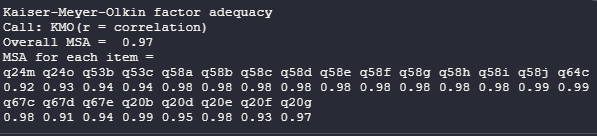 Kaiser-Meyer-Olkin factor adequacy
Call: KMO(r = correlation)
Overall MSA =  0.97
MSA for each item =
q24m q24o q53b q53c q58a q58b q58c q58d q58e q58f q58g q58h q58i q58j q64c
0.92 0.93 0.94 0.94 0.98 0.98 0.98 0.98 0.98 0.98 0.98 0.98 0.98 0.99 0.99
q67c q67d q67e q20b q20d q20e q20f q20g
0.98 0.91 0.94 0.99 0.95 0.98 0.93 0.97